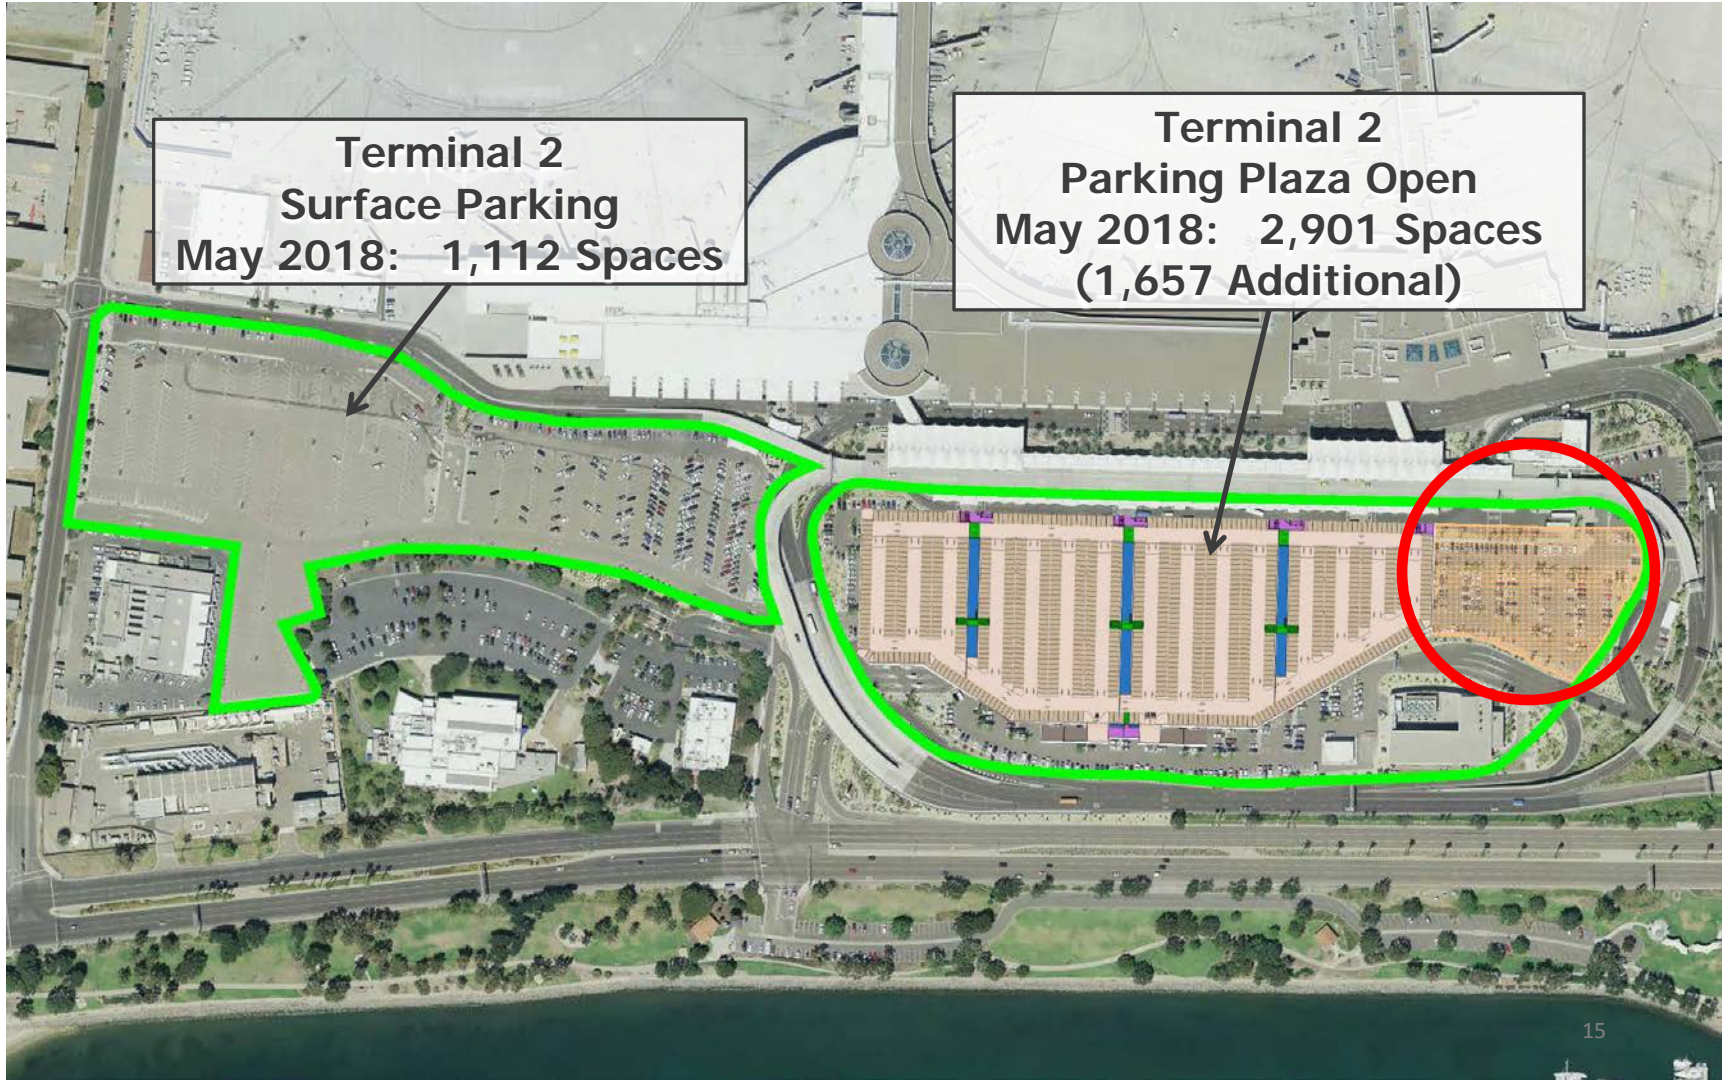 Terminal 2
Surface Parking
May 2018: 1,112 Spaces
Terminal 2
Parking Plaza Open
May 2018: 2,901 Spaces
(1,657 Additional)
15